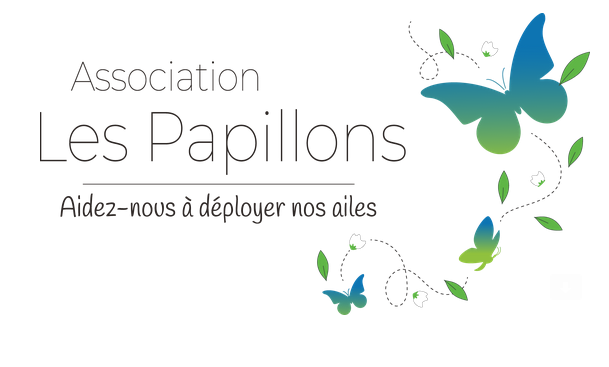 Association
Les Papillons
Aidez-nous à déployer nos ailes